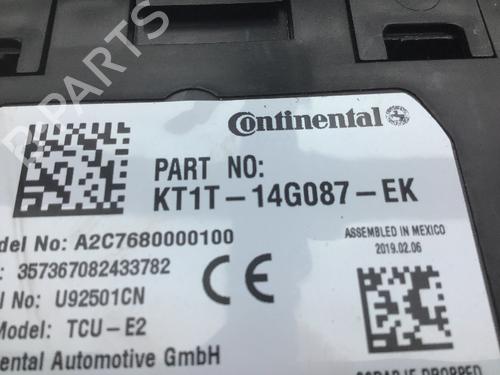 B-PARTS
Continental
PART NO:
KT1T-14G087-EK
del No: A2C7680000100
357367082433782
l No: U92501CN
Model: TCU-E2
ental Automotive GmbH
CE
ASSEMBLED IN MEXICO
2019.02.06